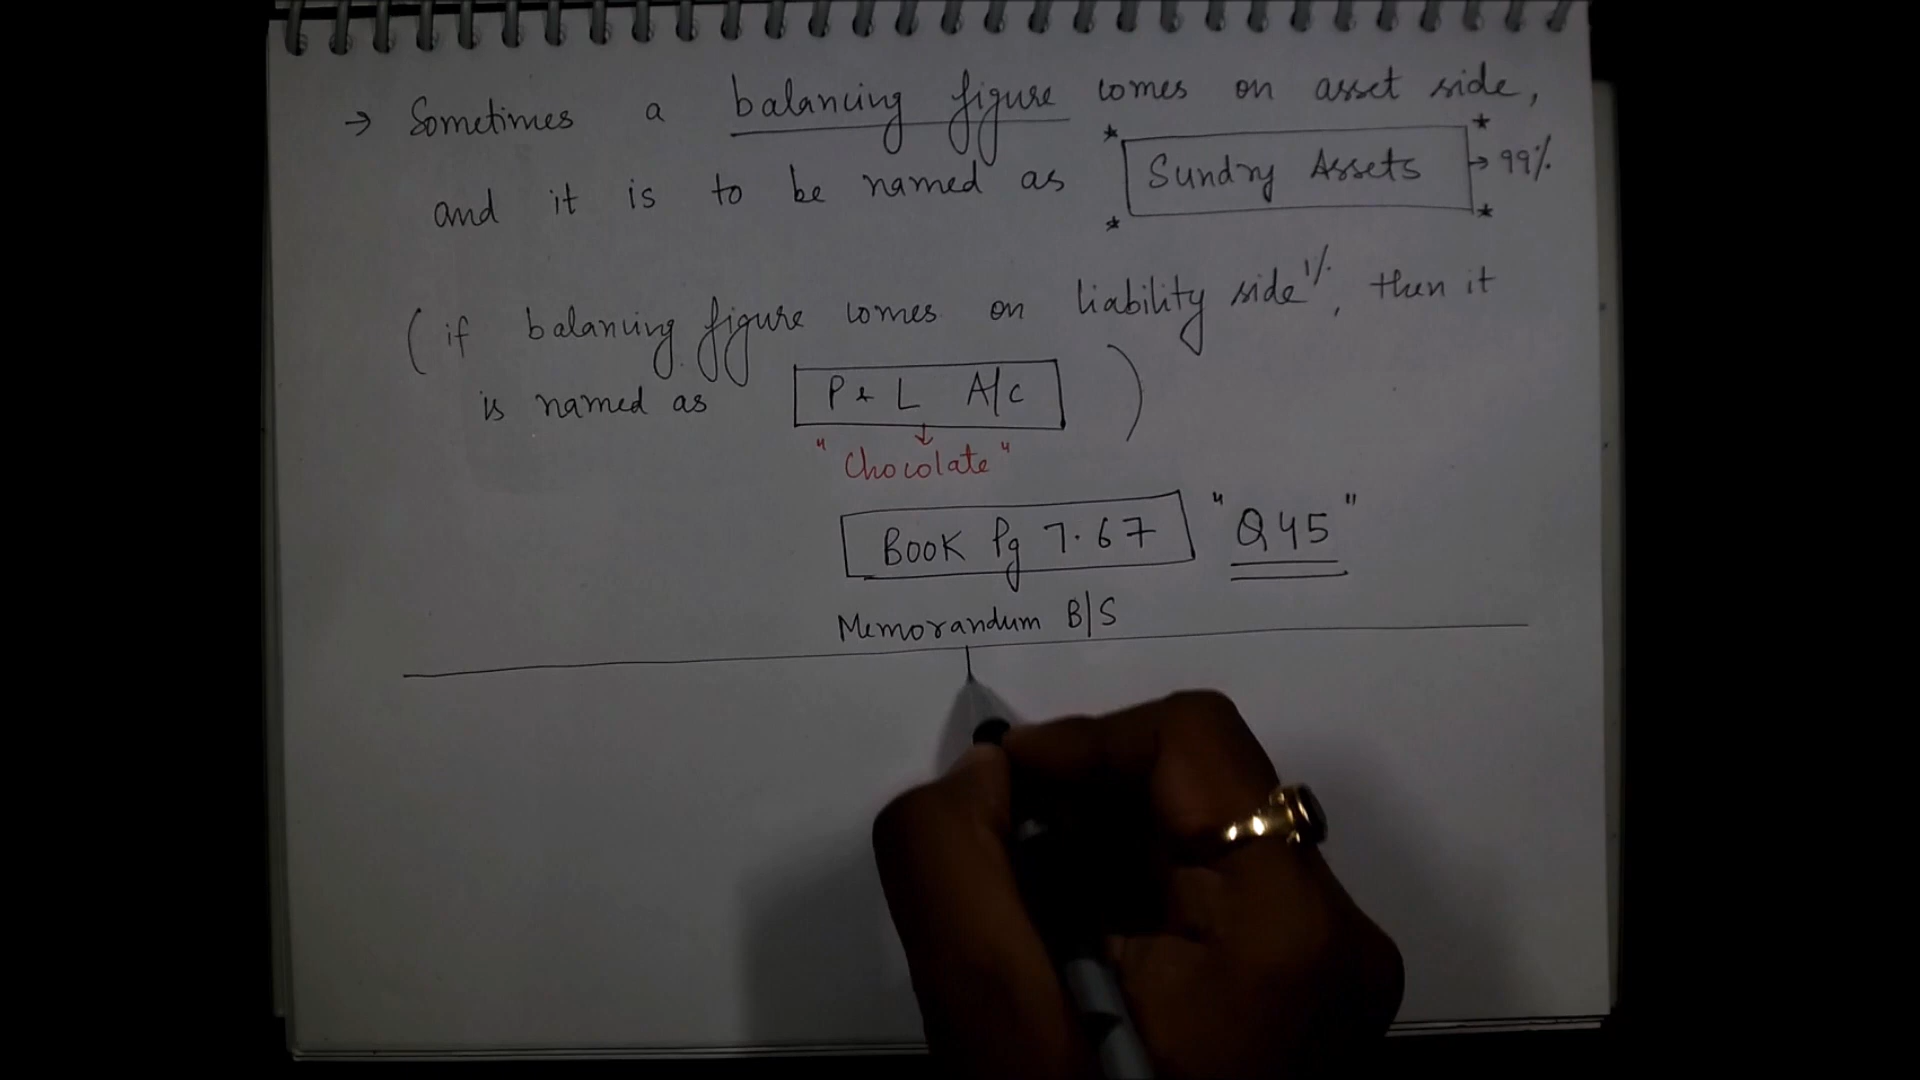 → Sometimes a balancing figure comes on asset side,
and it is to be named as * Sundry Assets * → 99%
* *
(if balancing figure comes on liability side 1%, then it
is named as P & L A/c )
↓
" Chocolate "
BOOK Pg 7.67 "Q45"
Memorandum B/S